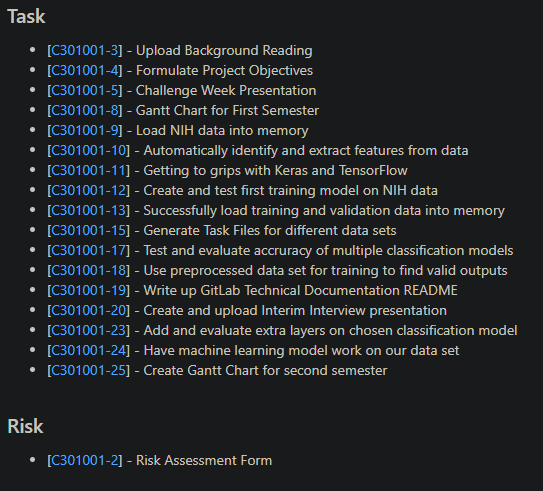 Task
• [C301001-3] - Upload Background Reading
• [C301001-4] - Formulate Project Objectives
• [C301001-5] - Challenge Week Presentation
• [C301001-8] - Gantt Chart for First Semester
• [C301001-9] - Load NIH data into memory
• [C301001-10] - Automatically identify and extract features from data
• [C301001-11] - Getting to grips with Keras and TensorFlow
• [C301001-12] - Create and test first training model on NIH data
• [C301001-13] - Successfully load training and validation data into memory
• [C301001-15] - Generate Task Files for different data sets
• [C301001-17] - Test and evaluate accruracy of multiple classification models
• [C301001-18] - Use preprocessed data set for training to find valid outputs
• [C301001-19] - Write up GitLab Technical Documentation README
• [C301001-20] - Create and upload Interim Interview presentation
• [C301001-23] - Add and evaluate extra layers on chosen classification model
• [C301001-24] - Have machine learning model work on our data set
• [C301001-25] - Create Gantt Chart for second semester
Risk
• [C301001-2] - Risk Assessment Form